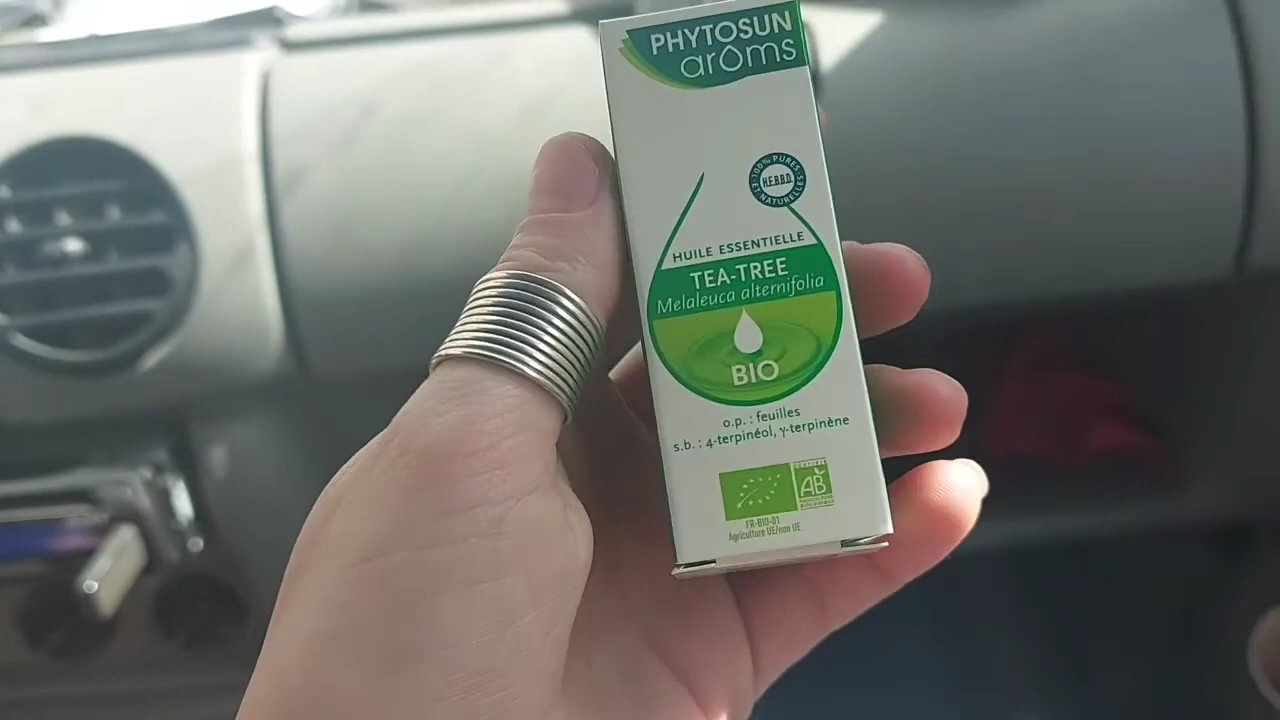 PHYTOSUN
arôms
100% PURES
ET NATURELLES
H.E.B.B.D.
HUILE ESSENTIELLE
TEA-TREE
Melaleuca alternifolia
BIO
o.p. : feuilles
s.b. : 4-terpinéol, γ-terpinène
AB
FR-BIO-01
Agriculture UE/non UE